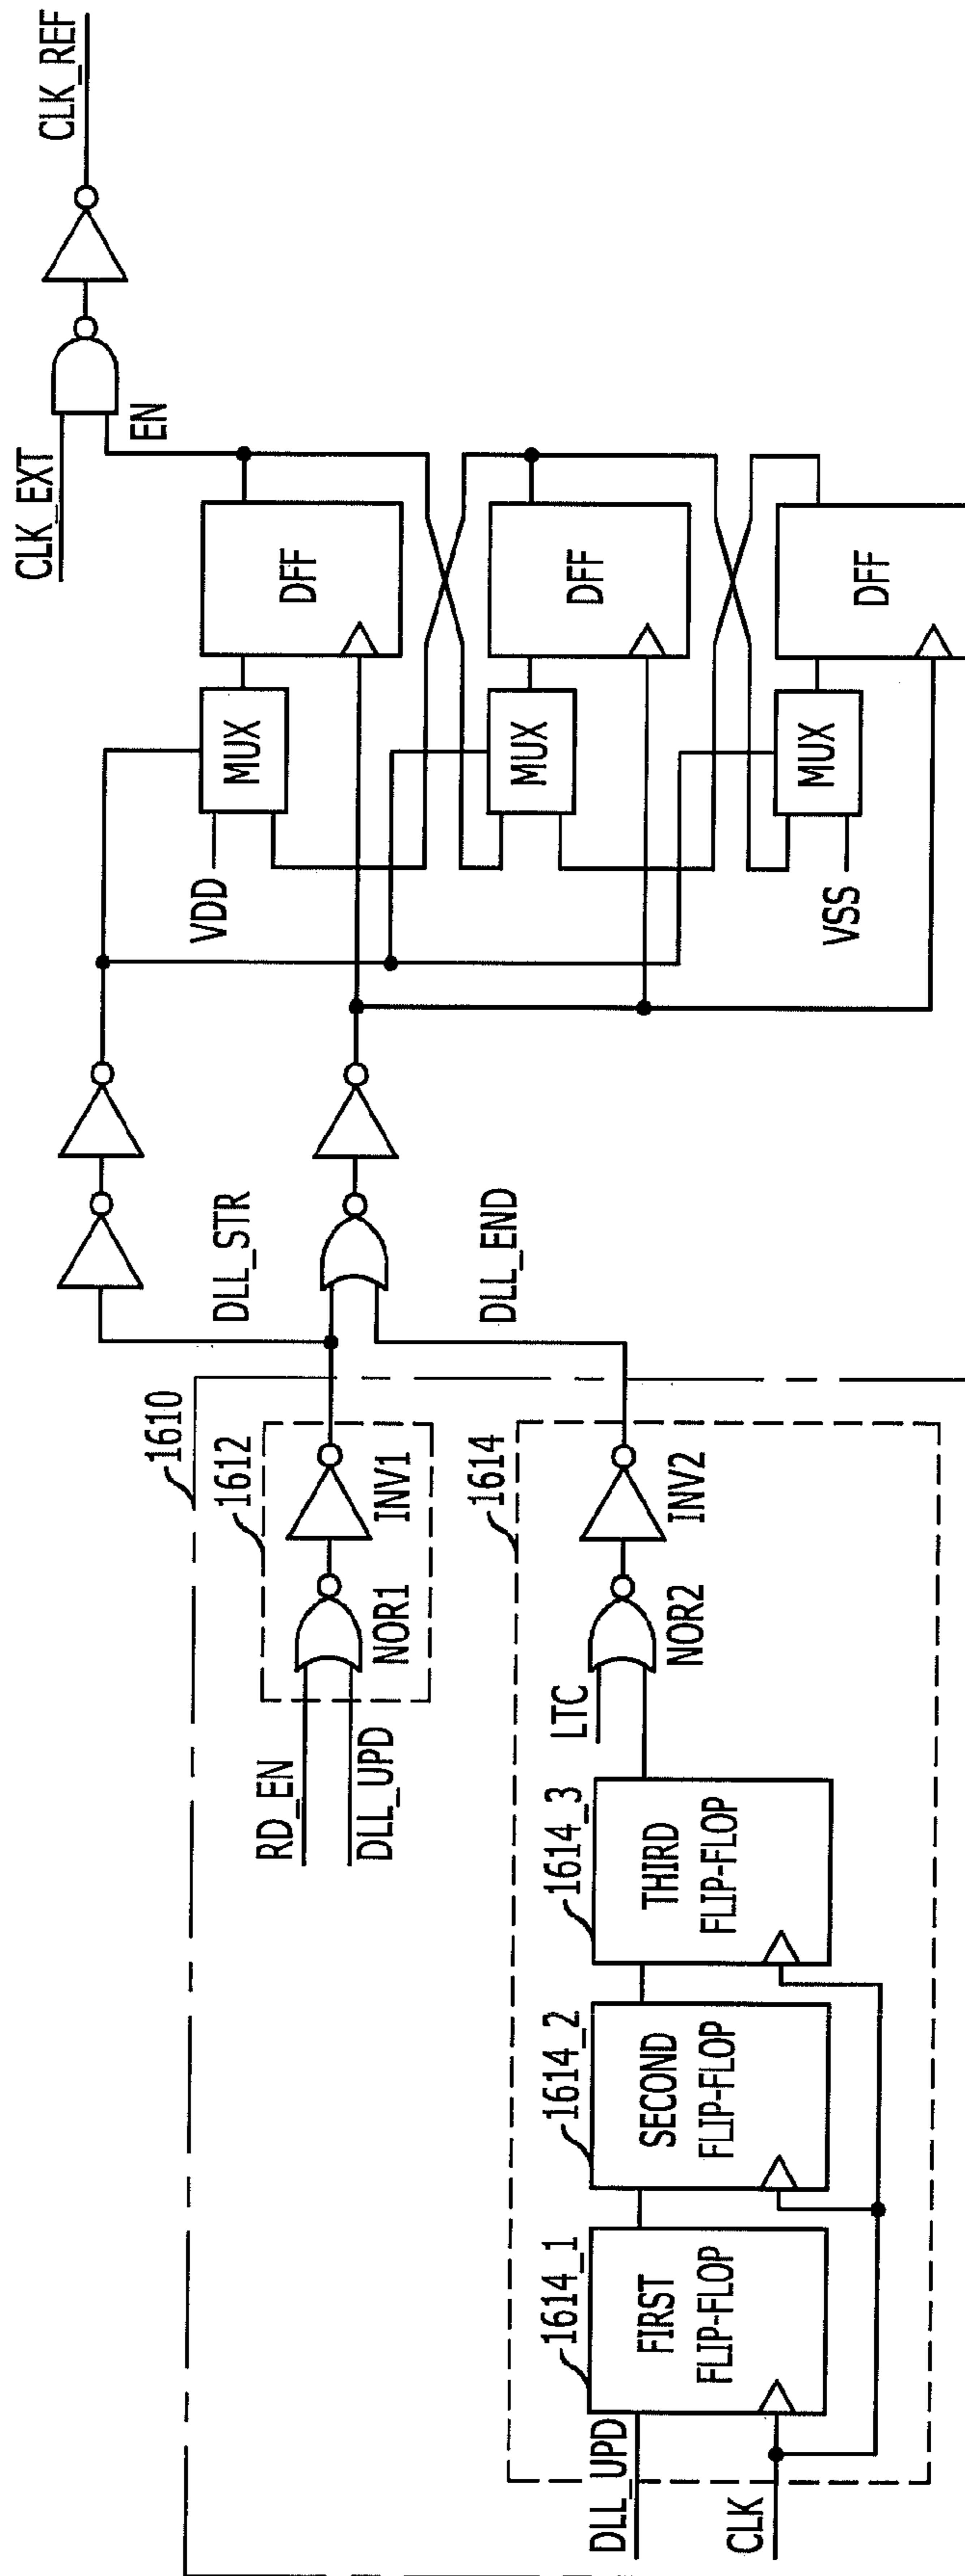 1610
1612
RD_EN
DLL_UPD
NOR1
INV1
DLL_STR
1614
DLL_UPD
CLK
1614_1
FIRST
FLIP-FLOP
1614_2
SECOND
FLIP-FLOP
1614_3
THIRD
FLIP-FLOP
LTC
NOR2
INV2
DLL_END
VDD
MUX
DFF
MUX
DFF
VSS
MUX
DFF
CLK_EXT
EN
CLK_REF